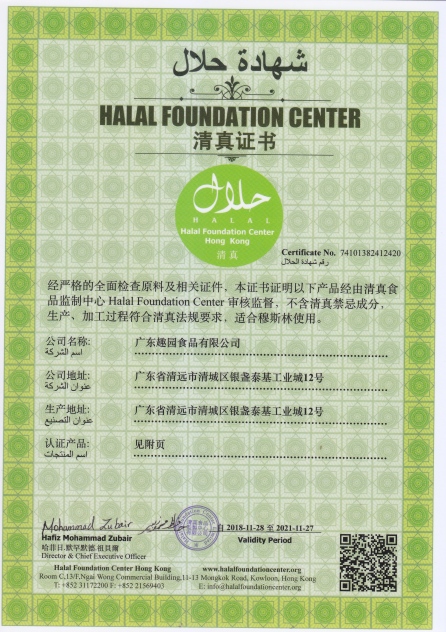 شهادة حلال
HALAL FOUNDATION CENTER
清真证书
حلال
HALAL
Halal Foundation Center
Hong Kong
清真
Certificate No. 74101382412420
رقم شهادة الحلال
经严格的全面检查原料及相关证件，本证书证明以下产品经由清真食
品监制中心 Halal Foundation Center 审核监督，不含清真禁忌成分，
生产、加工过程符合清真法规要求，适合穆斯林使用。
公司名称: 广东趣园食品有限公司
اسم الشركة
公司地址: 广东省清远市清城区银盏泰基工业城12号
عنوان الشركة
生产地址: 广东省清远市清城区银盏泰基工业城12号
عنوان التصنيع
认证产品: 见附页
اسم المنتجات
Mohammad Zubair
自 2018-11-28 至 2021-11-27
Hafiz Mohammad Zubair
Validity Period
哈菲日.默罕默德.祖貝爾
Director & Chief Executive Officer
Halal Foundation Center Hong Kong www.halalfoundationcenter.org
Room C,13/F,Ngai Wong Commercial Building,11-13 Mongkok Road, Kowloon, Hong Kong
T: +852 31172200 F: +852 21569403 E: info@halalfoundationcenter.org